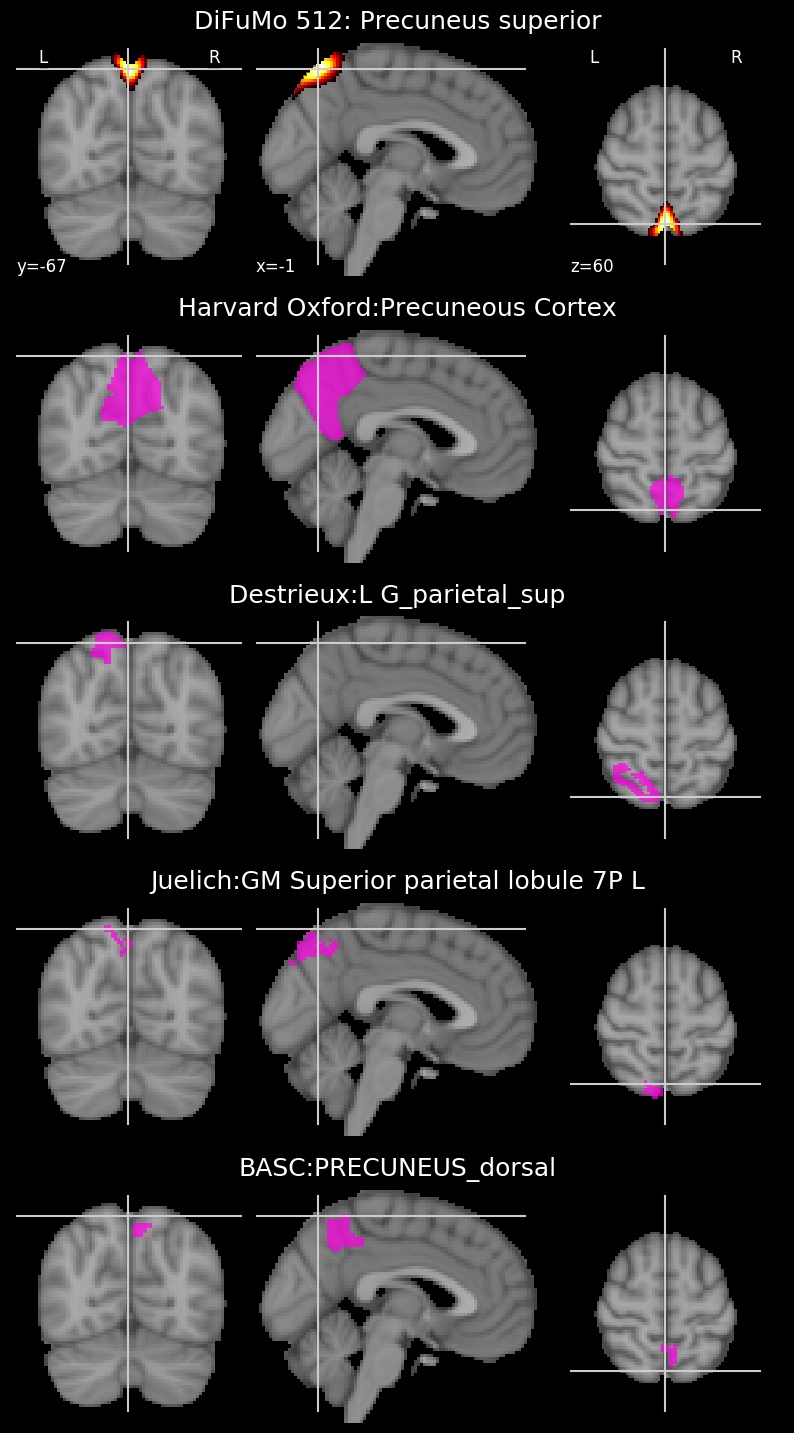 DiFuMo 512: Precuneus superior
L R L R
y=-67 x=-1 z=60
Harvard Oxford:Precuneous Cortex
Destrieux:L G_parietal_sup
Juelich:GM Superior parietal lobule 7P L
BASC:PRECUNEUS_dorsal